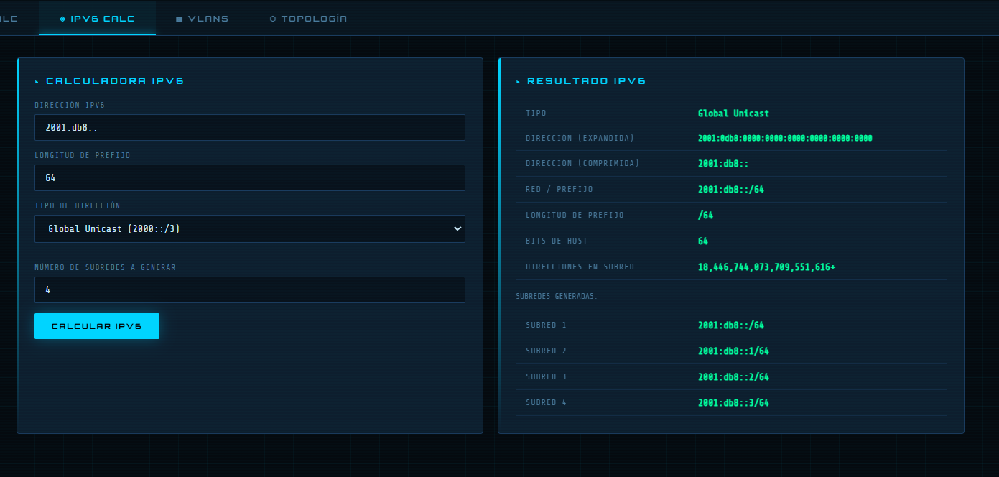 LC
◈ IPV6 CALC
▦ VLANS
⬡ TOPOLOGÍA
▸ CALCULADORA IPV6
DIRECCIÓN IPV6
2001:db8::
LONGITUD DE PREFIJO
64
TIPO DE DIRECCIÓN
Global Unicast (2000::/3)
NÚMERO DE SUBREDES A GENERAR
4
CALCULAR IPV6
▸ RESULTADO IPV6
TIPO Global Unicast
DIRECCIÓN (EXPANDIDA) 2001:0db8:0000:0000:0000:0000:0000:0000
DIRECCIÓN (COMPRIMIDA) 2001:db8::
RED / PREFIJO 2001:db8::/64
LONGITUD DE PREFIJO /64
BITS DE HOST 64
DIRECCIONES EN SUBRED 18,446,744,073,709,551,616+
SUBREDES GENERADAS:
SUBRED 1 2001:db8::/64
SUBRED 2 2001:db8::1/64
SUBRED 3 2001:db8::2/64
SUBRED 4 2001:db8::3/64